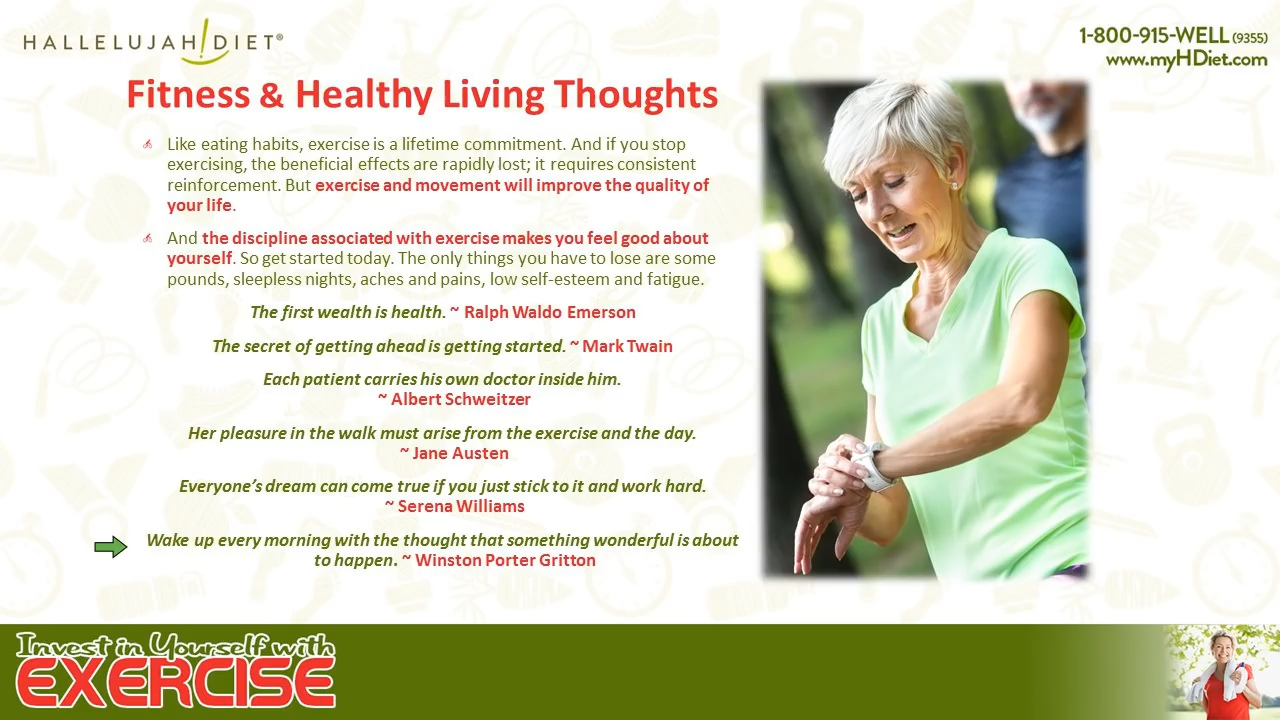 HALLELUJAH!DIET®
1-800-915-WELL (9355)
www.myHDiet.com
Fitness & Healthy Living Thoughts
Like eating habits, exercise is a lifetime commitment. And if you stop
exercising, the beneficial effects are rapidly lost; it requires consistent
reinforcement. But exercise and movement will improve the quality of
your life.
And the discipline associated with exercise makes you feel good about
yourself. So get started today. The only things you have to lose are some
pounds, sleepless nights, aches and pains, low self-esteem and fatigue.
The first wealth is health. ~ Ralph Waldo Emerson
The secret of getting ahead is getting started. ~ Mark Twain
Each patient carries his own doctor inside him.
~ Albert Schweitzer
Her pleasure in the walk must arise from the exercise and the day.
~ Jane Austen
Everyone’s dream can come true if you just stick to it and work hard.
~ Serena Williams
Wake up every morning with the thought that something wonderful is about
to happen. ~ Winston Porter Gritton
Invest in Yourself with
EXERCISE